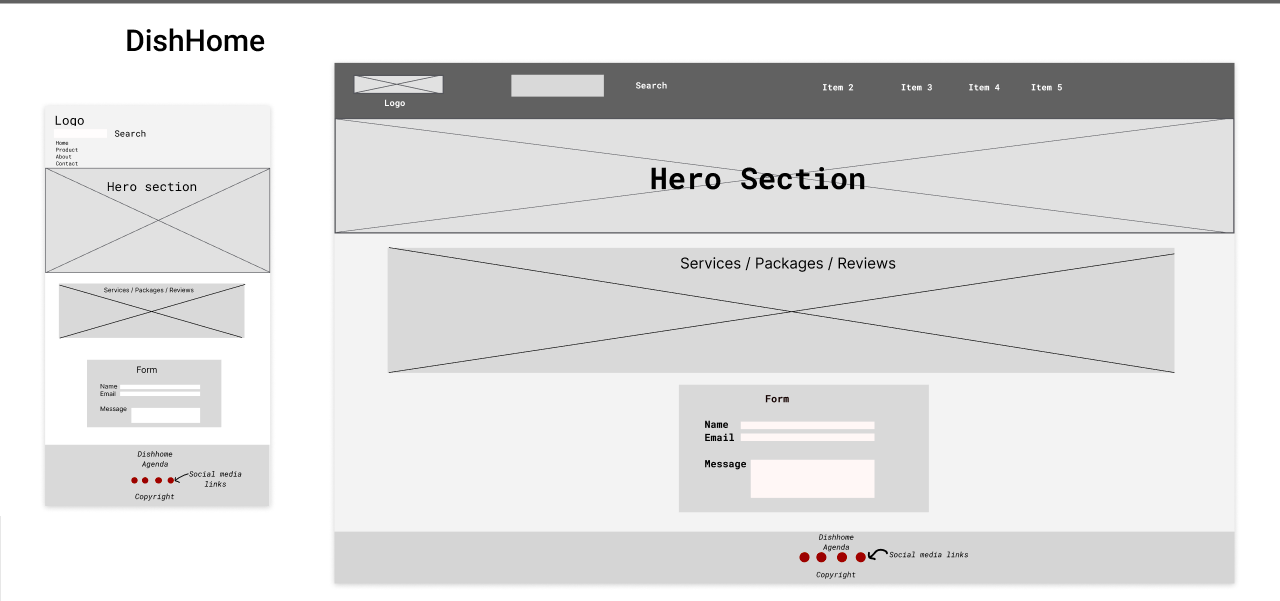 DishHome
Logo
Search
Home
Product
About
Contact
Hero section
Services / Packages / Reviews
Form
Name
Email
Message
Dishhome
Agenda
Social media
links
Copyright
Logo
Search
Item 2
Item 3
Item 4
Item 5
Hero Section
Services / Packages / Reviews
Form
Name
Email
Message
Dishhome
Agenda
Social media links
Copyright